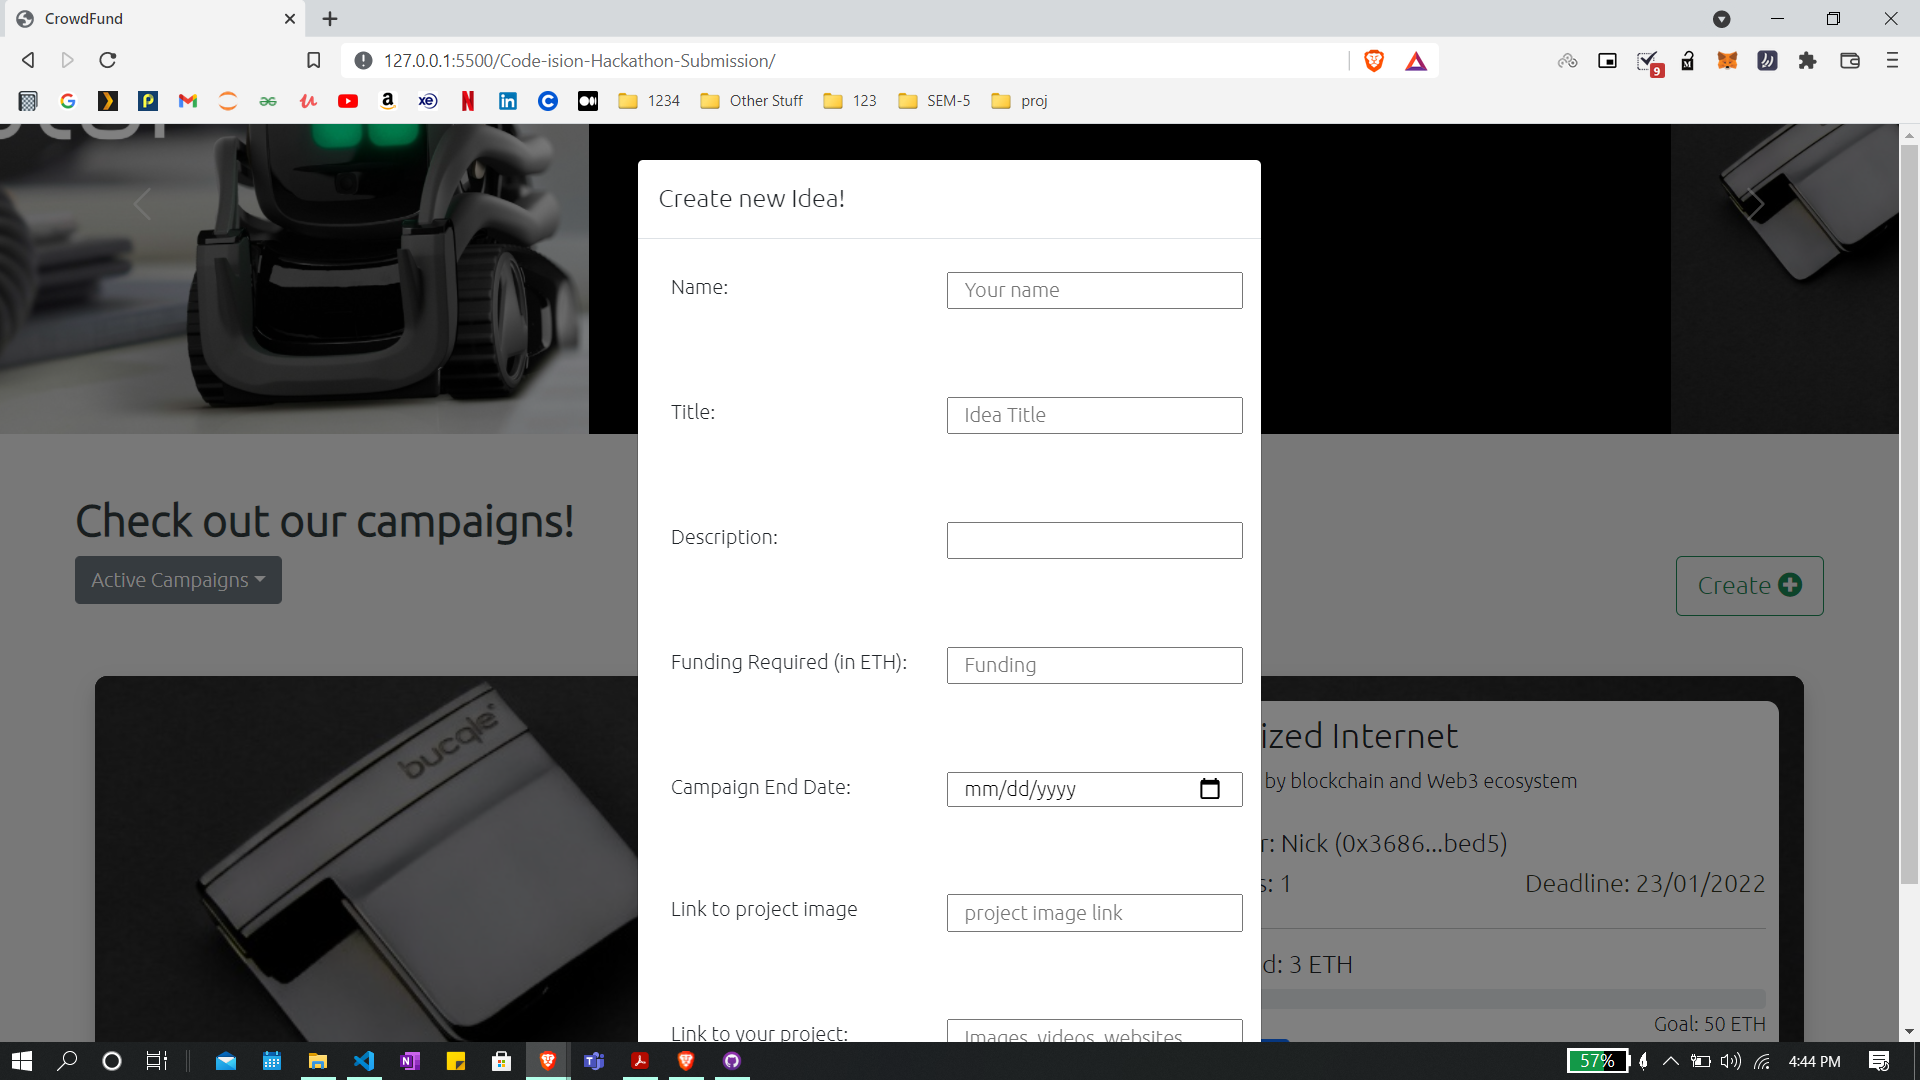 CrowdFund
127.0.0.1:5500/Code-ision-Hackathon-Submission/
9
1234
Other Stuff
123
SEM-5
proj
Create new Idea!
Name:
Your name
Title:
Idea Title
Check out our campaigns!
Description:
Active Campaigns
Create
Funding Required (in ETH):
Funding
bucqle
ized Internet
by blockchain and Web3 ecosystem
Campaign End Date:
mm/dd/yyyy
r: Nick (0x3686...bed5)
s: 1
Deadline: 23/01/2022
Link to project image
project image link
d: 3 ETH
Goal: 50 ETH
Link to your project:
Images, videos, websites
57%
4:44 PM